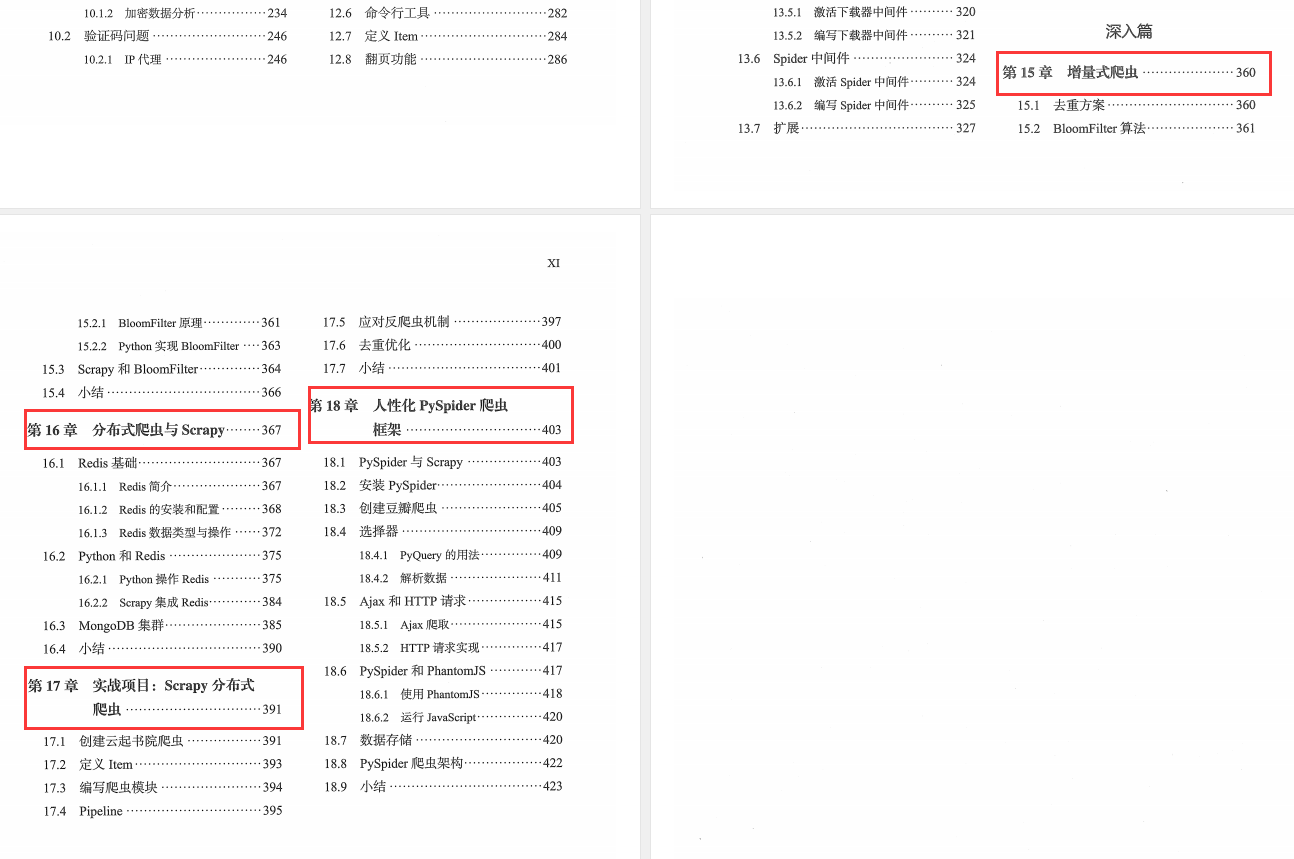 10.1.2 加密数据分析 234
10.2 验证码问题 246
10.2.1 IP 代理 246
12.6 命令行工具 282
12.7 定义 Item 284
12.8 翻页功能 286
13.5.1 激活下载器中间件 320
13.5.2 编写下载器中间件 321
13.6 Spider 中间件 324
13.6.1 激活 Spider 中间件 324
13.6.2 编写 Spider 中间件 325
13.7 扩展 327
深入篇
第 15 章 增量式爬虫 360
15.1 去重方案 360
15.2 BloomFilter 算法 361
XI
15.2.1 BloomFilter 原理 361
15.2.2 Python 实现 BloomFilter 363
15.3 Scrapy 和 BloomFilter 364
15.4 小结 366
第 16 章 分布式爬虫与 Scrapy 367
16.1 Redis 基础 367
16.1.1 Redis 简介 367
16.1.2 Redis 的安装和配置 368
16.1.3 Redis 数据类型与操作 372
16.2 Python 和 Redis 375
16.2.1 Python 操作 Redis 375
16.2.2 Scrapy 集成 Redis 384
16.3 MongoDB 集群 385
16.4 小结 390
第 17 章 实战项目：Scrapy 分布式
爬虫 391
17.1 创建云起书院爬虫 391
17.2 定义 Item 393
17.3 编写爬虫模块 394
17.4 Pipeline 395
17.5 应对反爬虫机制 397
17.6 去重优化 400
17.7 小结 401
第 18 章 人性化 PySpider 爬虫
框架 403
18.1 PySpider 与 Scrapy 403
18.2 安装 PySpider 404
18.3 创建豆瓣爬虫 405
18.4 选择器 409
18.4.1 PyQuery 的用法 409
18.4.2 解析数据 411
18.5 Ajax 和 HTTP 请求 415
18.5.1 Ajax 爬取 415
18.5.2 HTTP 请求实现 417
18.6 PySpider 和 PhantomJS 417
18.6.1 使用 PhantomJS 418
18.6.2 运行 JavaScript 420
18.7 数据存储 420
18.8 PySpider 爬虫架构 422
18.9 小结 423